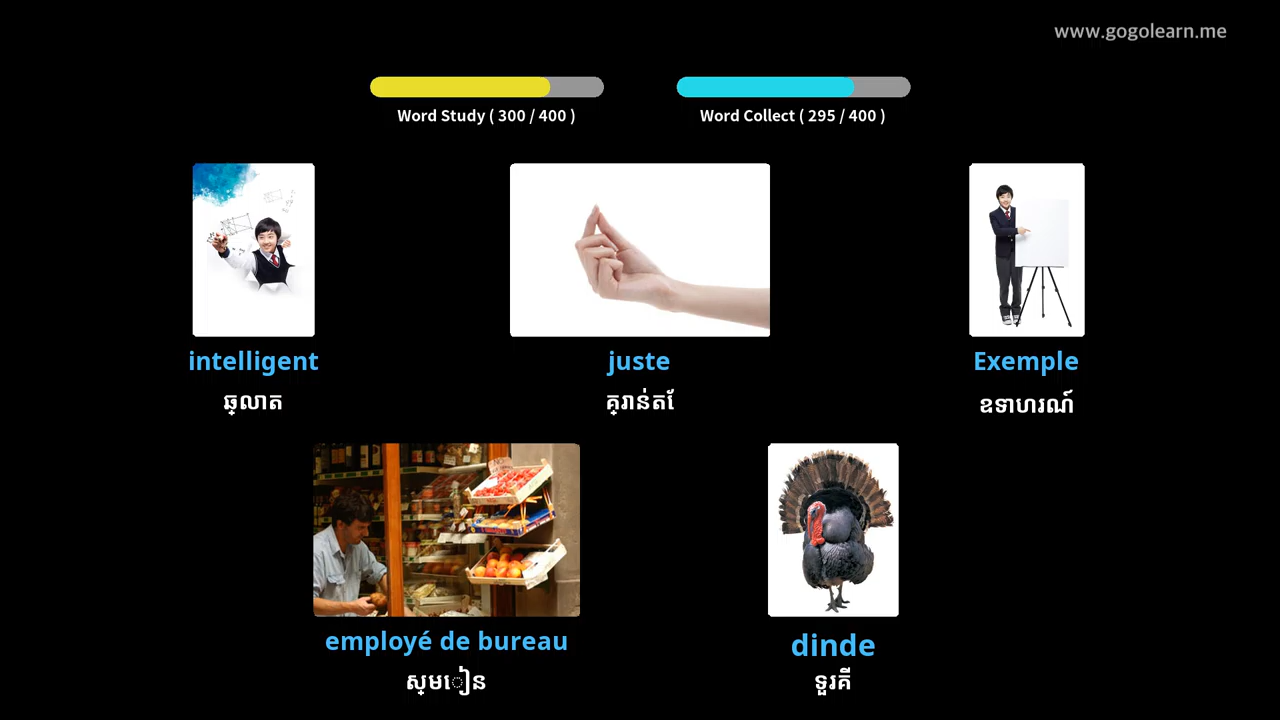 www.gogolearn.me
Word Study ( 300 / 400 )
Word Collect ( 295 / 400 )
intelligent
ឆ្លាត
juste
គ្រាន់តែ
Exemple
ឧទាហរណ៍
employé de bureau
ស្មៀន
dinde
ទួរគី